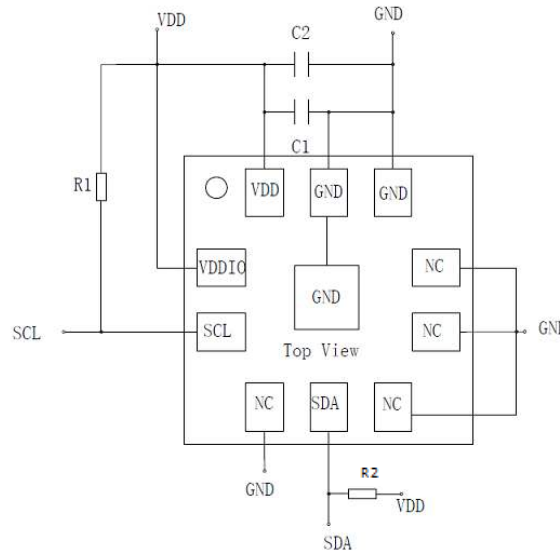 VDD
C2
GND
C1
R1
VDD
GND
GND
VDDIO
GND
NC
SCL
SCL
NC
GN
Top View
NC
SDA
NC
GND
R2
VDD
SDA